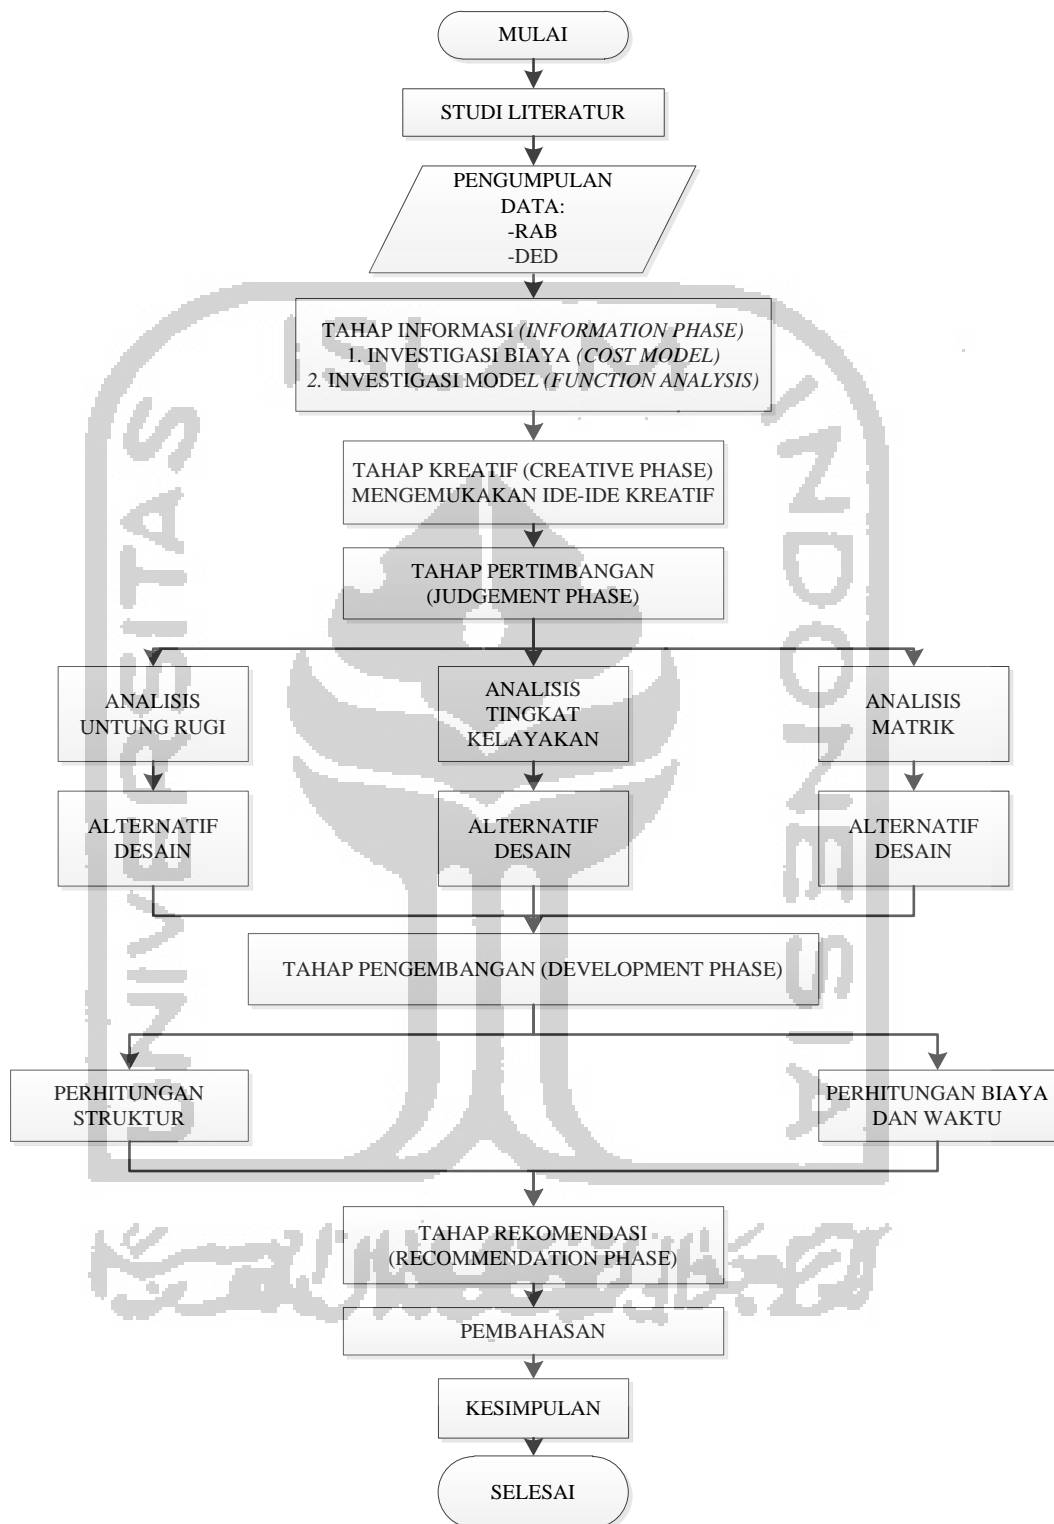 MULAI
STUDI LITERATUR
PENGUMPULAN
DATA:
-RAB
-DED
TAHAP INFORMASI (INFORMATION PHASE)
1. INVESTIGASI BIAYA (COST MODEL)
2. INVESTIGASI MODEL (FUNCTION ANALYSIS)
TAHAP KREATIF (CREATIVE PHASE)
MENGEMUKAKAN IDE-IDE KREATIF
TAHAP PERTIMBANGAN
(JUDGEMENT PHASE)
ANALISIS
UNTUNG RUGI
ANALISIS
TINGKAT
KELAYAKAN
ANALISIS
MATRIK
ALTERNATIF
DESAIN
ALTERNATIF
DESAIN
ALTERNATIF
DESAIN
TAHAP PENGEMBANGAN (DEVELOPMENT PHASE)
PERHITUNGAN
STRUKTUR
PERHITUNGAN BIAYA
DAN WAKTU
TAHAP REKOMENDASI
(RECOMMENDATION PHASE)
PEMBAHASAN
KESIMPULAN
SELESAI
UNIVERSITAS
ISLAM
INDONESIA